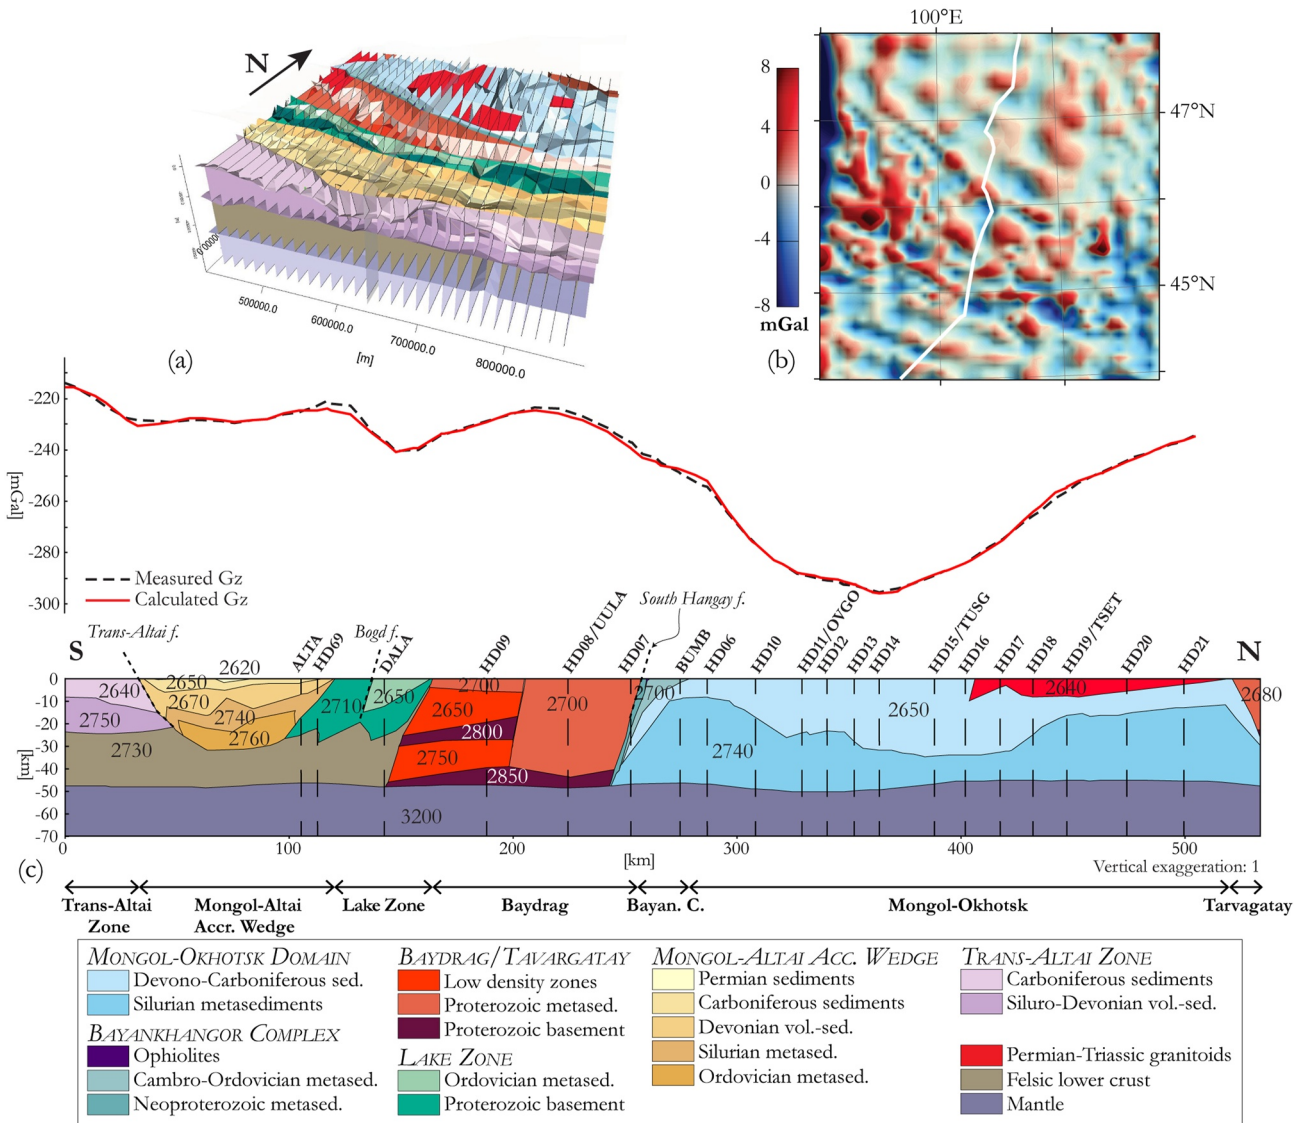 N
0.0000
[m]
500000.0
600000.0
700000.0
800000.0
[m]
(a)
100°E
8
4
0
-4
-8
mGal
47°N
45°N
(b)
-220
-240
-260
-280
-300
[mGal]
Measured Gz
Calculated Gz
Trans-Altai f.
Bogd f.
South Hangay f.
S
ALTA
HD69
DALA
HD09
HD08/UULA
HD07
BUMB
HD06
HD10
HD11/OVGO
HD12
HD13
HD14
HD15/TUSG
HD16
HD17
HD18
HD19/TSET
HD20
HD21
N
0
-10
-20
-30
-40
-50
-60
-70
[km]
2640
2750
2730
2620
2650
2670
2740
2760
2710
2650
2700
2650
2800
2750
2850
2700
2700
2740
2650
2640
2680
3200
0
100
200
[km]
300
400
500
(c)
Vertical exaggeration: 1
Trans-Altai
Zone
Mongol-Altai
Accr. Wedge
Lake Zone
Baydrag
Bayan. C.
Mongol-Okhotsk
Tarvagatay
Mongol-Okhotsk Domain
Devono-Carboniferous sed.
Silurian metasediments
Bayankhangor Complex
Ophiolites
Cambro-Ordovician metased.
Neoproterozoic metased.
Baydrag/Tavargatay
Low density zones
Proterozoic metased.
Proterozoic basement
Lake Zone
Ordovician metased.
Proterozoic basement
Mongol-Altai Acc. Wedge
Permian sediments
Carboniferous sediments
Devonian vol.-sed.
Silurian metased.
Ordovician metased.
Trans-Altai Zone
Carboniferous sediments
Siluro-Devonian vol.-sed.
Permian-Triassic granitoids
Felsic lower crust
Mantle